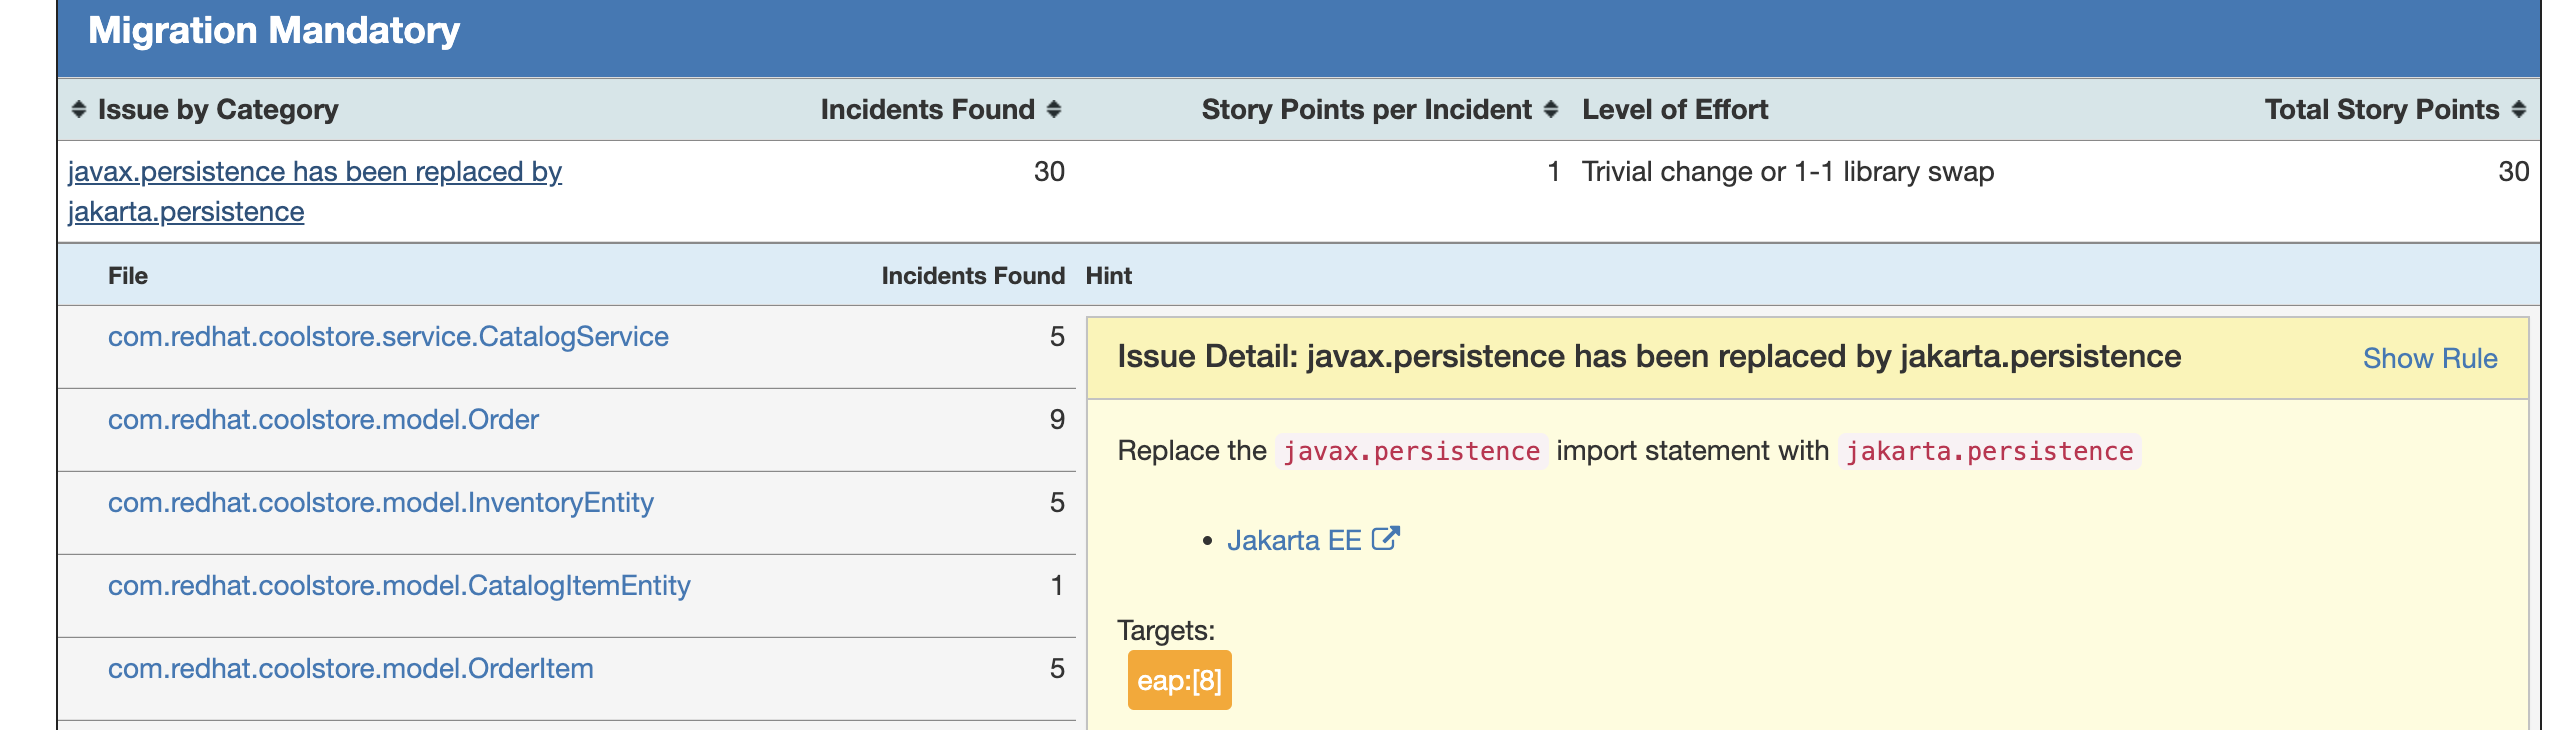 Migration Mandatory
Issue by Category Incidents Found Story Points per Incident Level of Effort Total Story Points
javax.persistence has been replaced by 30 1 Trivial change or 1-1 library swap 30
jakarta.persistence
File Incidents Found Hint
com.redhat.coolstore.service.CatalogService 5
Issue Detail: javax.persistence has been replaced by jakarta.persistence Show Rule
com.redhat.coolstore.model.Order 9
Replace the javax.persistence import statement with jakarta.persistence
com.redhat.coolstore.model.InventoryEntity 5
• Jakarta EE
com.redhat.coolstore.model.CatalogItemEntity 1
Targets:
com.redhat.coolstore.model.OrderItem 5
eap:[8]